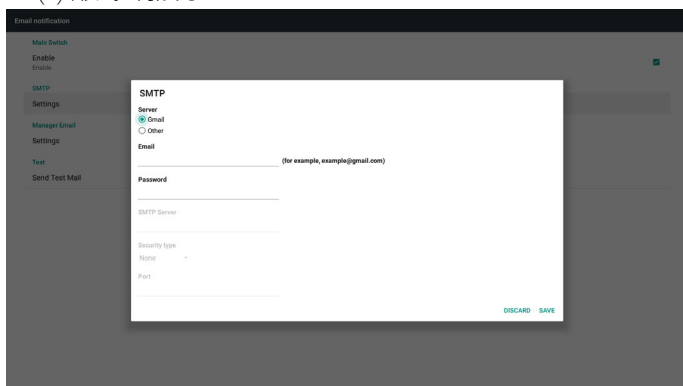 Email notification
Main Switch
Enable
Enable
SMTP
Settings
Manager Email
Settings
Test
Send Test Mail
SMTP
Server
Gmail
Other
Email
(for example, example@gmail.com)
Password
SMTP Server
Security type
None
Port
DISCARD SAVE